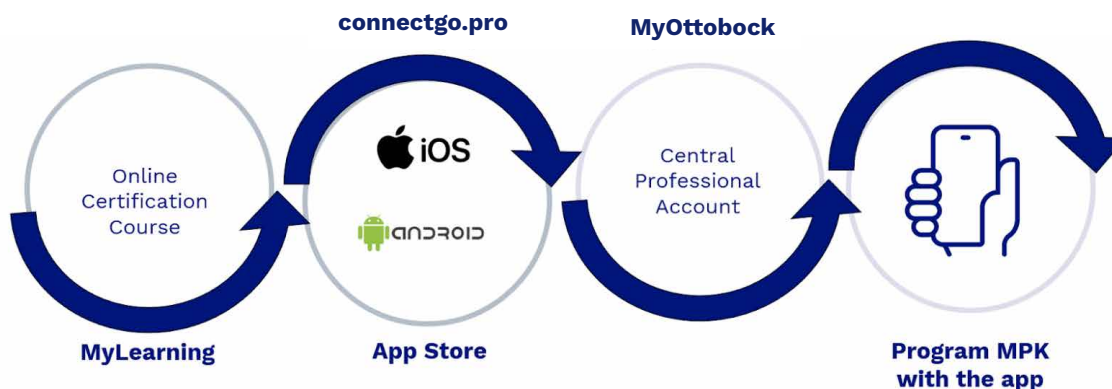 connectgo.pro
MyOttobock
Online
Certification
Course
iOS
android
Central
Professional
Account
MyLearning
App Store
Program MPK
with the app